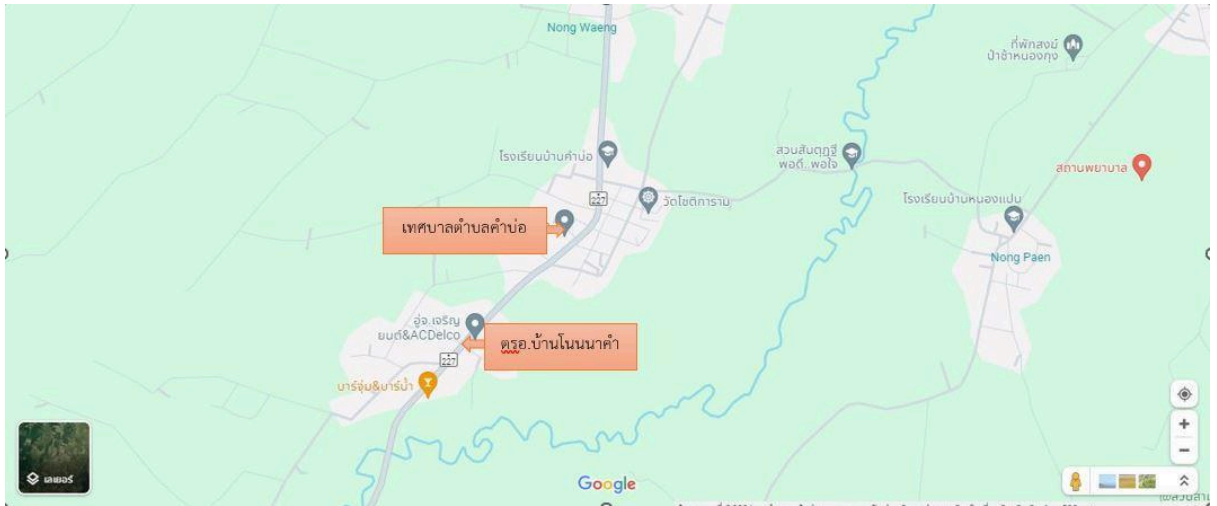 Nong Waeng
ที่พักสงฆ์
ป่าช้าหนองกุง
โรงเรียนบ้านคำบ่อ
สวนสันตุฏฐี
พอดี..พอใจ
สถานพยาบาล
227
วัดโชติการาม
โรงเรียนบ้านหนองแปน
เทศบาลตำบลคำบ่อ
Nong Paen
อู่จ.เจริญ
ยนต์&ACDelco
ตรอ.บ้านโนนนาคำ
227
บาร์จุ่ม&บาร์น้ำ
เลเยอร์
Google